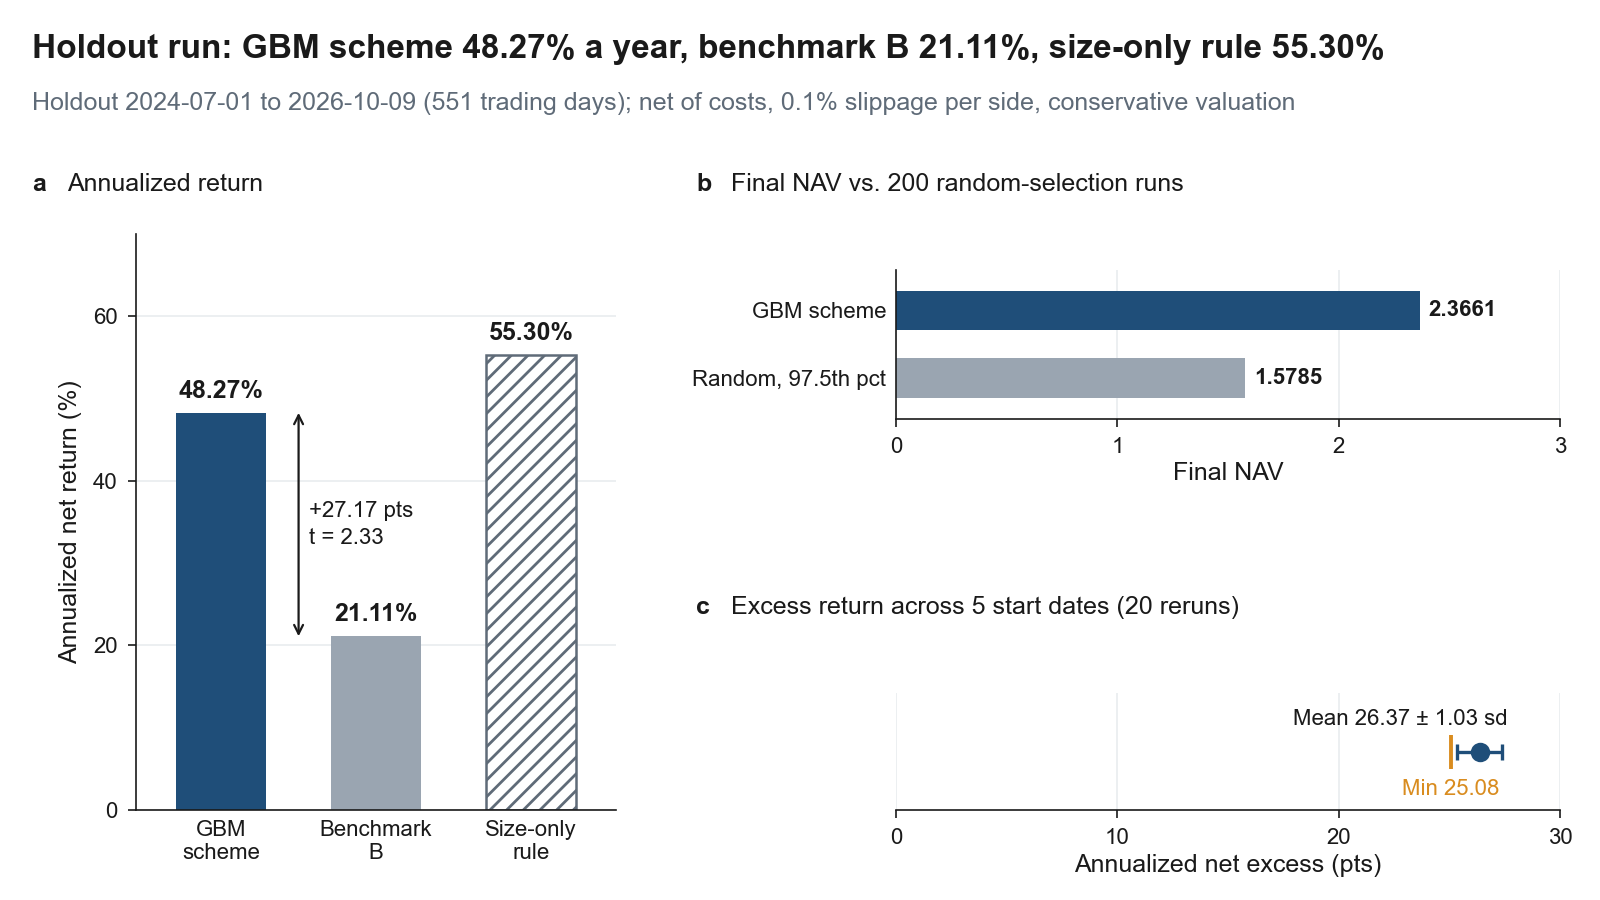 Holdout run: GBM scheme 48.27% a year, benchmark B 21.11%, size-only rule 55.30%
Holdout 2024-07-01 to 2026-10-09 (551 trading days); net of costs, 0.1% slippage per side, conservative valuation
a Annualized return
Annualized net return (%)
60
40
20
0
48.27%
+27.17 pts
t = 2.33
21.11%
55.30%
GBM
scheme
Benchmark
B
Size-only
rule
b Final NAV vs. 200 random-selection runs
GBM scheme
2.3661
Random, 97.5th pct
1.5785
0
1
2
3
Final NAV
c Excess return across 5 start dates (20 reruns)
Mean 26.37 ± 1.03 sd
Min 25.08
0
10
20
30
Annualized net excess (pts)